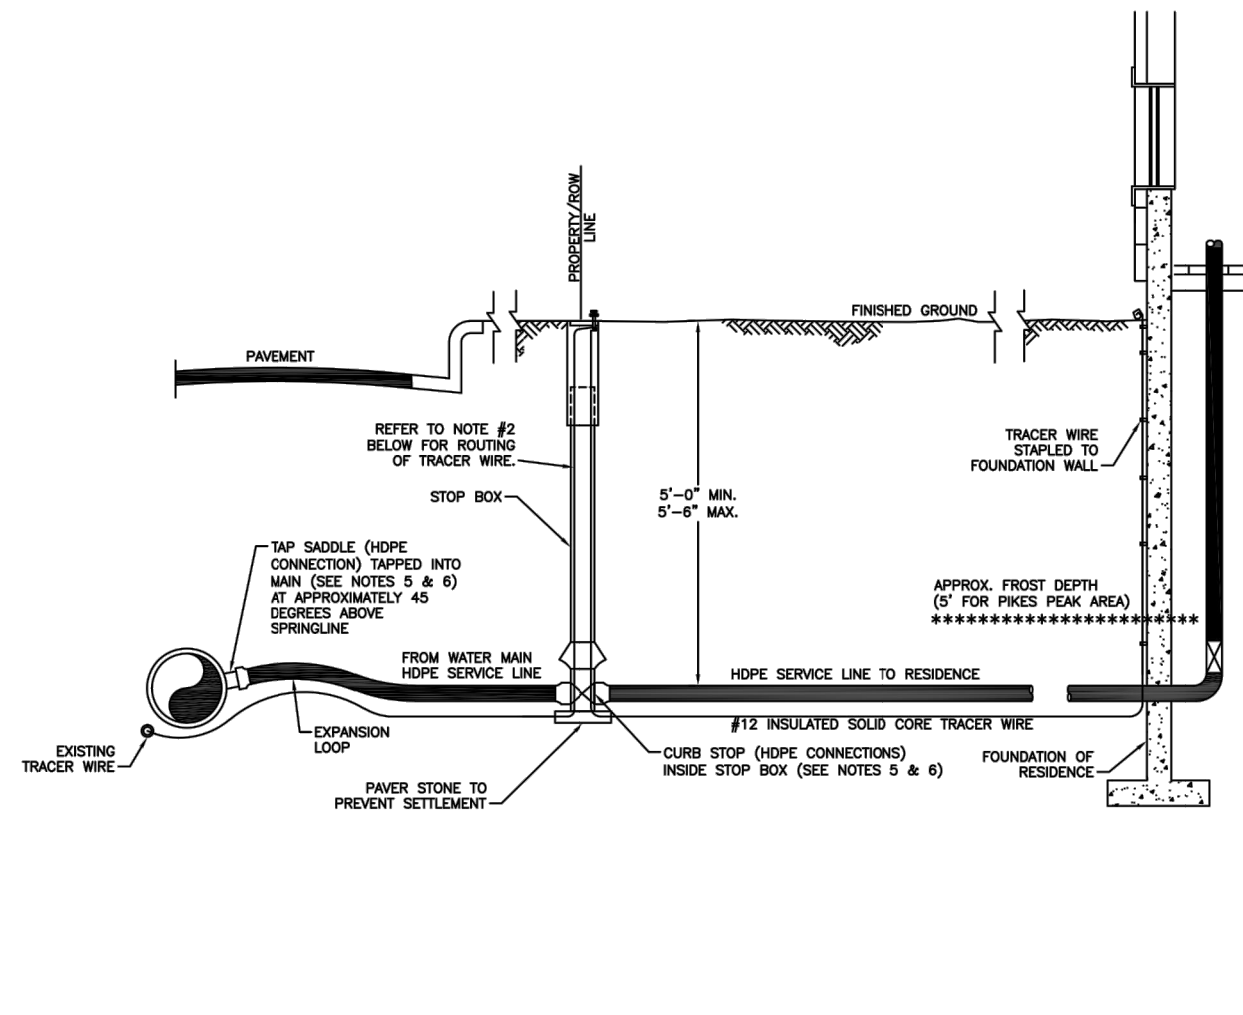 PROPERTY/ROW
LINE
FINISHED GROUND
PAVEMENT
REFER TO NOTE #2
BELOW FOR ROUTING
OF TRACER WIRE.
TRACER WIRE
STAPLED TO
FOUNDATION WALL
STOP BOX
5'-0" MIN.
5'-6" MAX.
TAP SADDLE (HDPE
CONNECTION) TAPPED INTO
MAIN (SEE NOTES 5 & 6)
AT APPROXIMATELY 45
DEGREES ABOVE
SPRINGLINE
APPROX. FROST DEPTH
(5' FOR PIKES PEAK AREA)
***********************
FROM WATER MAIN
HDPE SERVICE LINE
HDPE SERVICE LINE TO RESIDENCE
#12 INSULATED SOLID CORE TRACER WIRE
EXPANSION
LOOP
EXISTING
TRACER WIRE
CURB STOP (HDPE CONNECTIONS)
INSIDE STOP BOX (SEE NOTES 5 & 6)
FOUNDATION OF
RESIDENCE
PAVER STONE TO
PREVENT SETTLEMENT